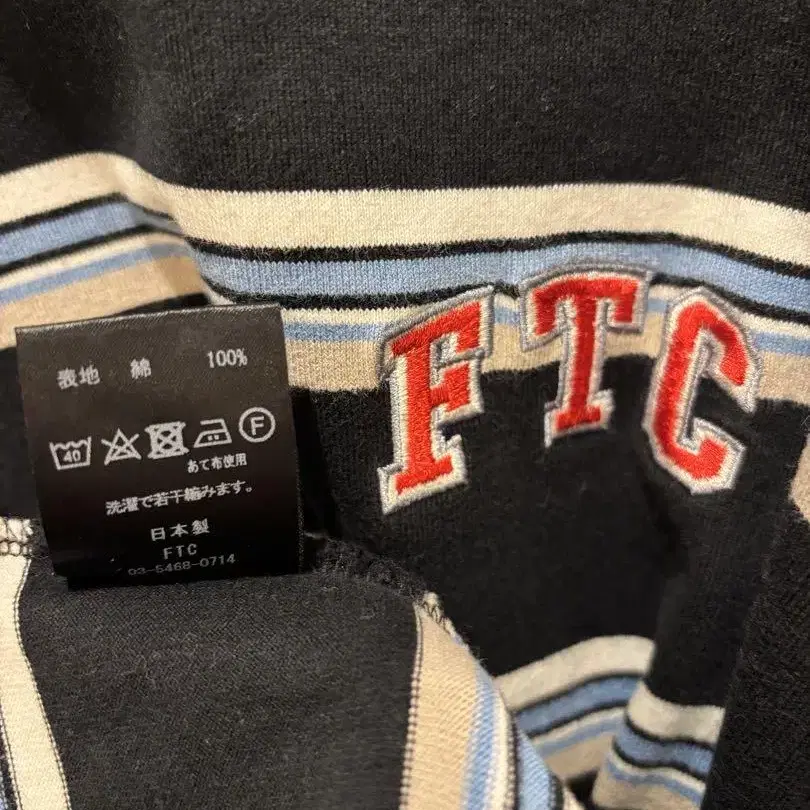 表地 綿 100%
40 F
あて布使用
洗濯で若干縮みます。
日本製
FTC
03-5468-0714
FTC